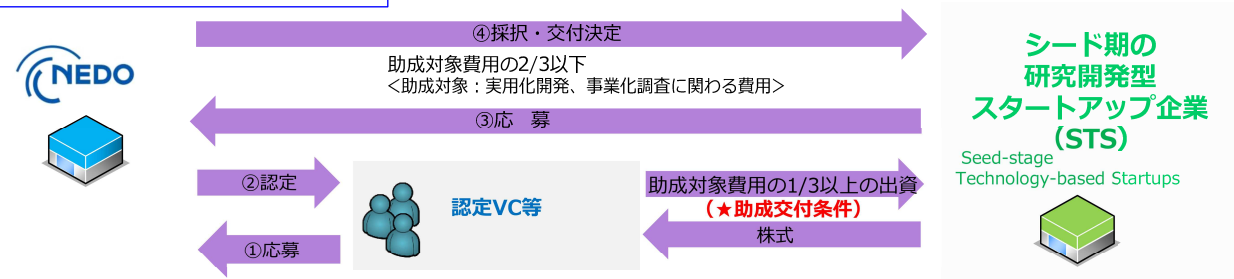 ④採択・交付決定
助成対象費用の2/3以下
<助成対象：実用化開発、事業化調査に関わる費用>
NEDO
③応　募
②認定
①応募
認定VC等
助成対象費用の1/3以上の出資
（★助成交付条件）
株式
シード期の
研究開発型
スタートアップ企業
（STS）
Seed-stage
Technology-based Startups